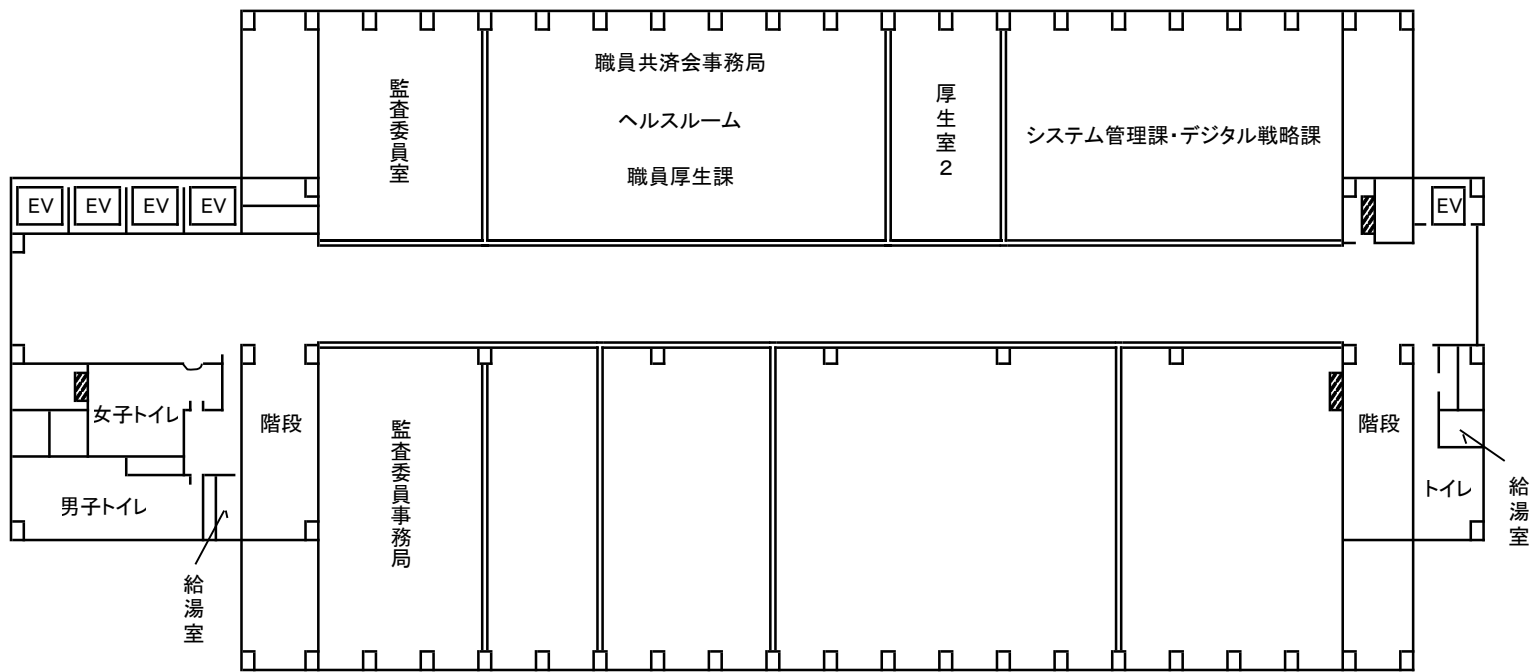 監査委員室
職員共済会事務局
ヘルスルーム
職員厚生課
厚生室2
システム管理課・デジタル戦略課
EV
EV
EV
EV
EV
女子トイレ
階段
監査委員事務局
階段
男子トイレ
トイレ
給湯室
給湯室